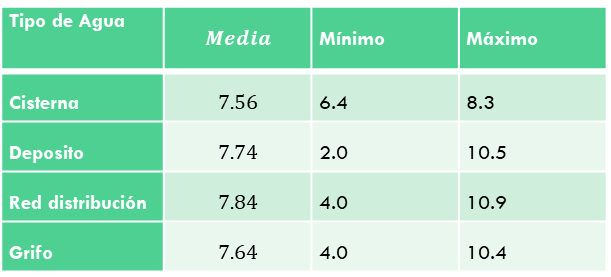 Tipo de Agua Media Mínimo Máximo
Cisterna 7.56 6.4 8.3
Deposito 7.74 2.0 10.5
Red distribución 7.84 4.0 10.9
Grifo 7.64 4.0 10.4